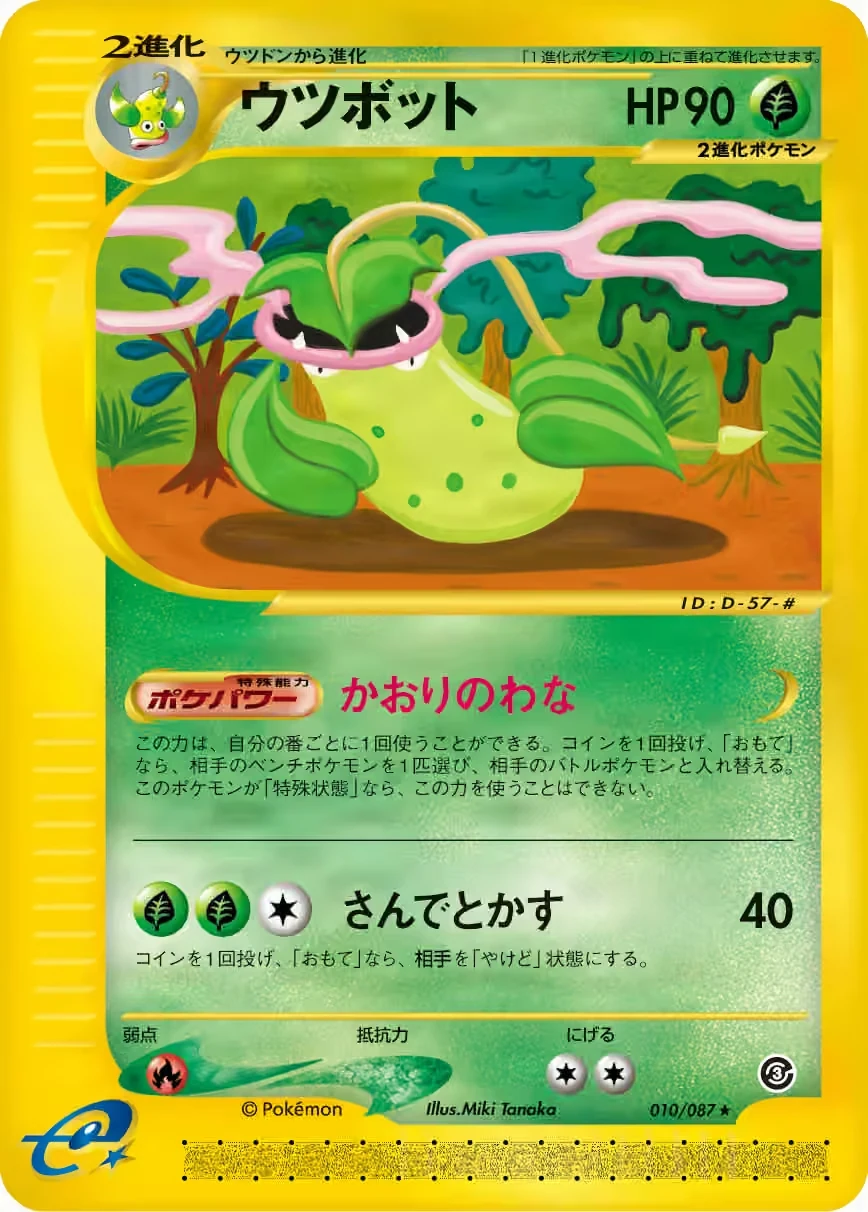 2進化
ウツドンから進化
「1進化ポケモン」の上に重ねて進化させます。
ウツボット
HP90
2進化ポケモン
ID:D-57-#
特殊能力
ポケパワー
かおりのわな
この力は、自分の番ごとに1回使うことができる。コインを1回投げ、「おもて」
なら、相手のベンチポケモンを1匹選び、相手のバトルポケモンと入れ替える。
このポケモンが「特殊状態」なら、この力を使うことはできない。
さんでとかす 40
コインを1回投げ、「おもて」なら、相手を「やけど」状態にする。
弱点 抵抗力 にげる
3
© Pokémon Illus.Miki Tanaka 010/087★
e